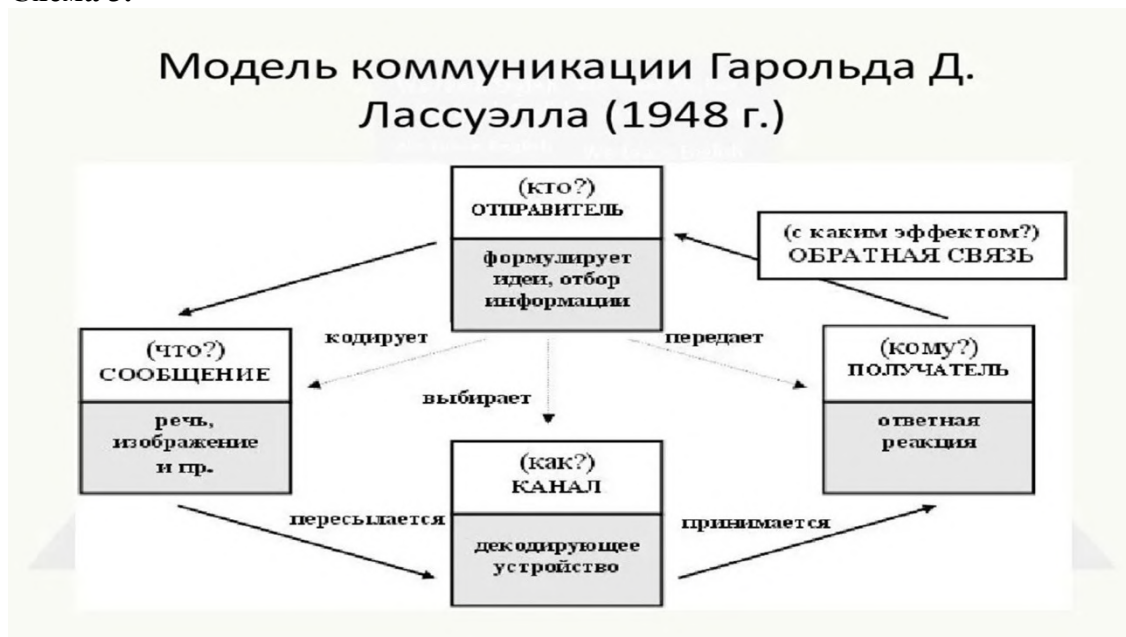 Модель коммуникации Гарольда Д.
Лассуэлла (1948 г.)
(кто?)
ОТПРАВИТЕЛЬ
формулирует
идеи, отбор
информации
(с каким эффектом?)
ОБРАТНАЯ СВЯЗЬ
кодирует
передает
выбирает
(что?)
СООБЩЕНИЕ
речь,
изображение
и пр.
(кому?)
ПОЛУЧАТЕЛЬ
ответная
реакция
(как?)
КАНАЛ
декодирующее
устройство
пересылается
принимается